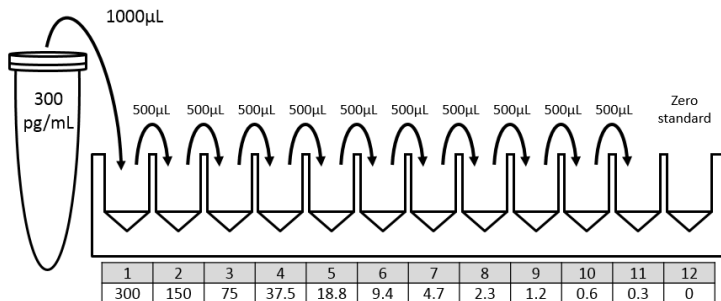 1000µL
300
pg/mL
500µL 500µL 500µL 500µL 500µL 500µL 500µL 500µL 500µL 500µL
Zero
standard
1 2 3 4 5 6 7 8 9 10 11 12
300 150 75 37.5 18.8 9.4 4.7 2.3 1.2 0.6 0.3 0